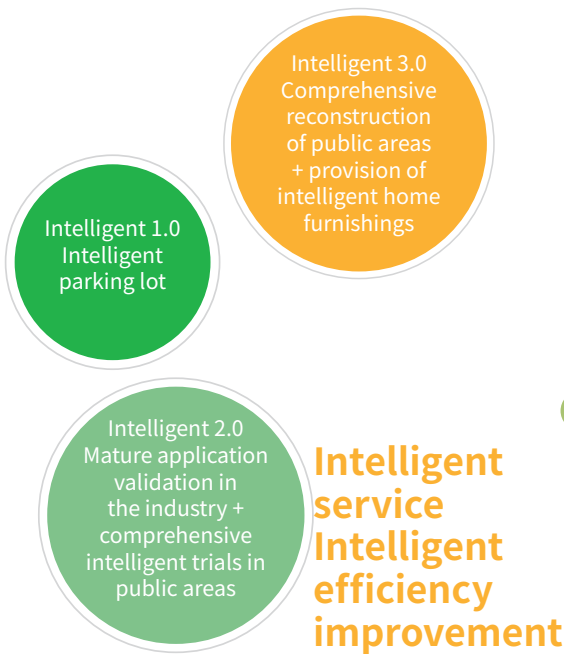 Intelligent 3.0
Comprehensive
reconstruction
of public areas
+ provision of
intelligent home
furnishings
Intelligent 1.0
Intelligent
parking lot
Intelligent 2.0
Mature application
validation in
the industry +
comprehensive
intelligent trials in
public areas
Intelligent
service
Intelligent
efficiency
improvement